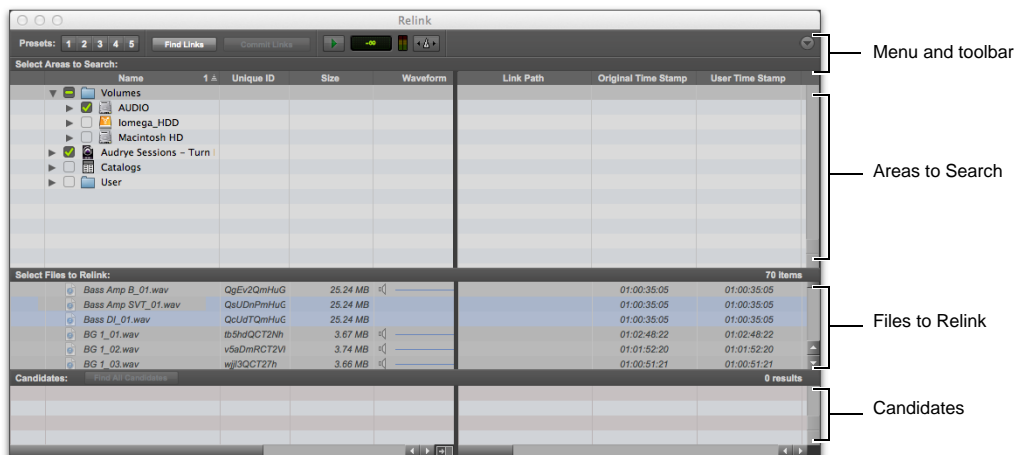 Relink
Presets: 1 2 3 4 5 Find Links Commit Links -∞
Menu and toolbar
Select Areas to Search:
Name 1 Unique ID Size Waveform Link Path Original Time Stamp User Time Stamp
Volumes
AUDIO
Iomega_HDD
Macintosh HD
Audrye Sessions – Turn
Catalogs
User
Areas to Search
Select Files to Relink: 70 items
Bass Amp B_01.wav QgEv2QmHuG 25.24 MB 01:00:35:05 01:00:35:05
Bass Amp SVT_01.wav QsUDnPmHuG 25.24 MB 01:00:35:05 01:00:35:05
Bass DI_01.wav QcUdTQmHuG 25.24 MB 01:00:35:05 01:00:35:05
BG 1_01.wav tb5hdQCT2Nh 3.67 MB 01:02:48:22 01:02:48:22
BG 1_02.wav 3.74 MB 01:01:52:20 01:01:52:20
BG 1_03.wav 3.66 MB 01:00:51:21 01:00:51:21
Files to Relink
Candidates: Find All Candidates 0 results
Candidates